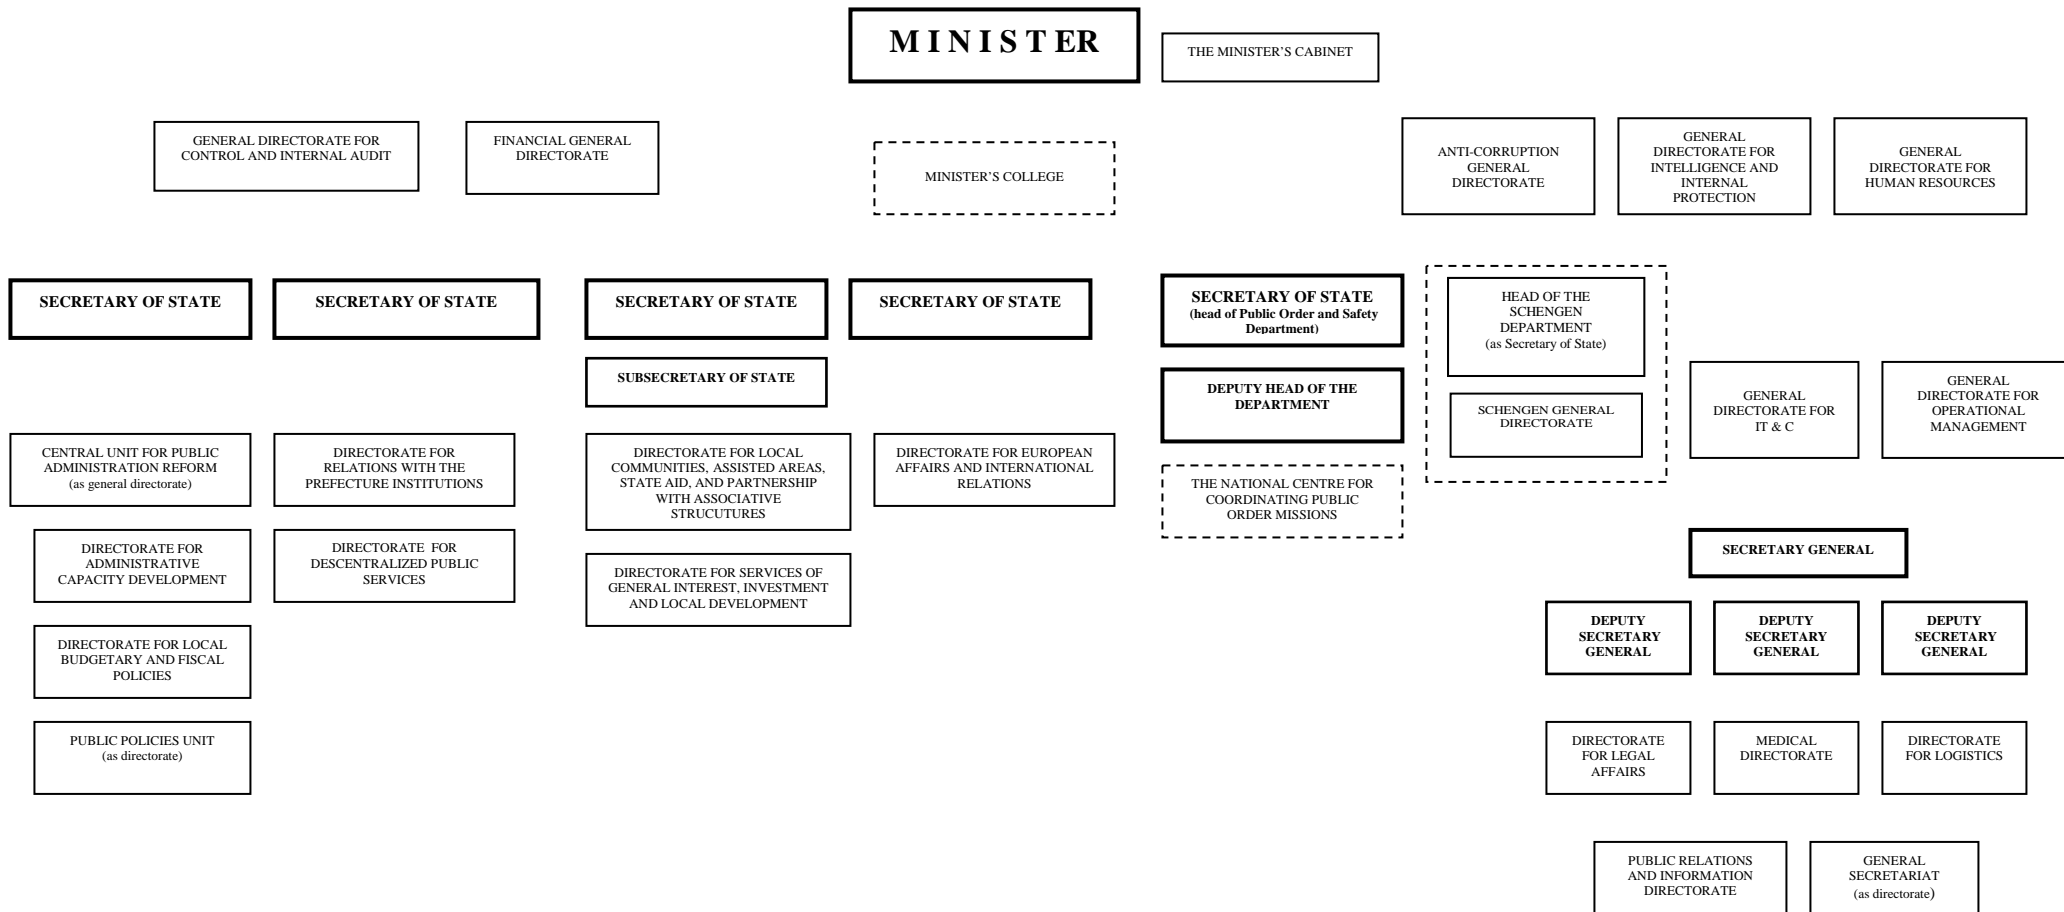 M I N I S T ER
THE MINISTER’S CABINET
GENERAL DIRECTORATE FOR
CONTROL AND INTERNAL AUDIT
FINANCIAL GENERAL
DIRECTORATE
MINISTER’S COLLEGE
ANTI-CORRUPTION
GENERAL
DIRECTORATE
GENERAL
DIRECTORATE FOR
INTELLIGENCE AND
INTERNAL
PROTECTION
GENERAL
DIRECTORATE FOR
HUMAN RESOURCES
SECRETARY OF STATE
SECRETARY OF STATE
SECRETARY OF STATE
SECRETARY OF STATE
SECRETARY OF STATE
(head of Public Order and Safety
Department)
HEAD OF THE
SCHENGEN
DEPARTMENT
(as Secretary of State)
SUBSECRETARY OF STATE
DEPUTY HEAD OF THE
DEPARTMENT
SCHENGEN GENERAL
DIRECTORATE
GENERAL
DIRECTORATE FOR
IT & C
GENERAL
DIRECTORATE FOR
OPERATIONAL
MANAGEMENT
CENTRAL UNIT FOR PUBLIC
ADMINISTRATION REFORM
(as general directorate)
DIRECTORATE FOR
RELATIONS WITH THE
PREFECTURE INSTITUTIONS
DIRECTORATE FOR LOCAL
COMMUNITIES, ASSISTED AREAS,
STATE AID, AND PARTNERSHIP
WITH ASSOCIATIVE
STRUCUTURES
DIRECTORATE FOR EUROPEAN
AFFAIRS AND INTERNATIONAL
RELATIONS
THE NATIONAL CENTRE FOR
COORDINATING PUBLIC
ORDER MISSIONS
DIRECTORATE FOR
ADMINISTRATIVE
CAPACITY DEVELOPMENT
DIRECTORATE FOR
DESCENTRALIZED PUBLIC
SERVICES
DIRECTORATE FOR SERVICES OF
GENERAL INTEREST, INVESTMENT
AND LOCAL DEVELOPMENT
SECRETARY GENERAL
DIRECTORATE FOR LOCAL
BUDGETARY AND FISCAL
POLICIES
DEPUTY
SECRETARY
GENERAL
DEPUTY
SECRETARY
GENERAL
DEPUTY
SECRETARY
GENERAL
PUBLIC POLICIES UNIT
(as directorate)
DIRECTORATE
FOR LEGAL
AFFAIRS
MEDICAL
DIRECTORATE
DIRECTORATE
FOR LOGISTICS
PUBLIC RELATIONS
AND INFORMATION
DIRECTORATE
GENERAL
SECRETARIAT
(as directorate)